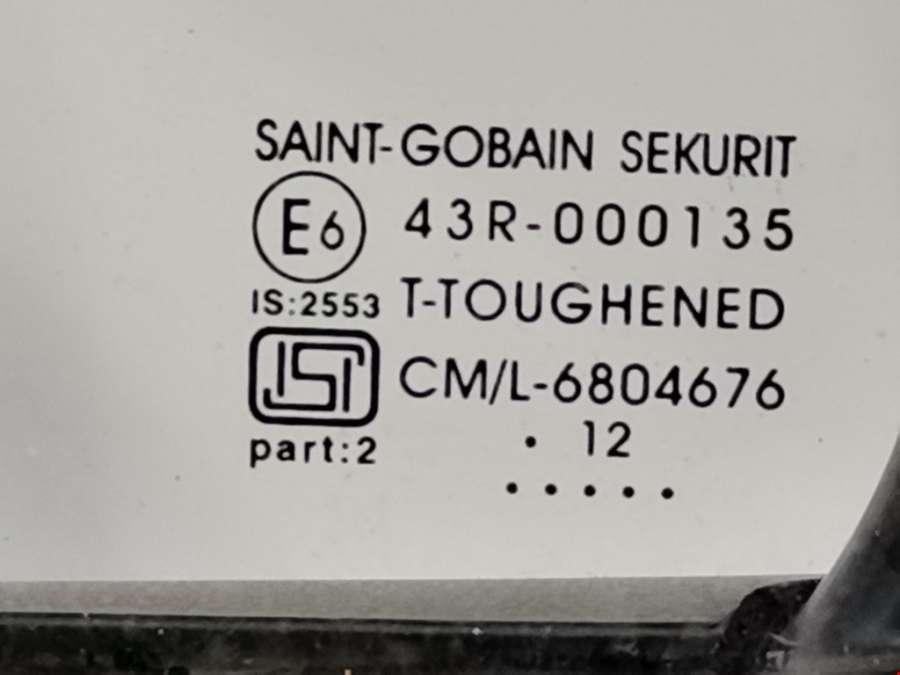 SAINT-GOBAIN SEKURIT
E6 43R-000135
IS:2553 T-TOUGHENED
ISI CM/L-6804676
part:2 . 12
.....